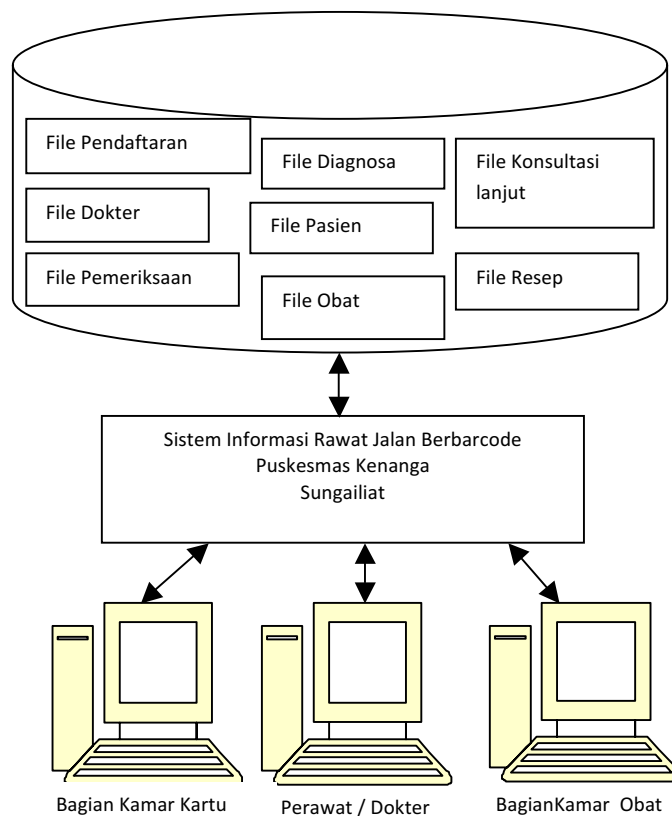 File Pendaftaran
File Diagnosa
File Konsultasi
lanjut
File Dokter
File Pasien
File Pemeriksaan
File Obat
File Resep
Sistem Informasi Rawat Jalan Berbarcode
Puskesmas Kenanga
Sungailiat
Bagian Kamar Kartu
Perawat / Dokter
BagianKamar Obat